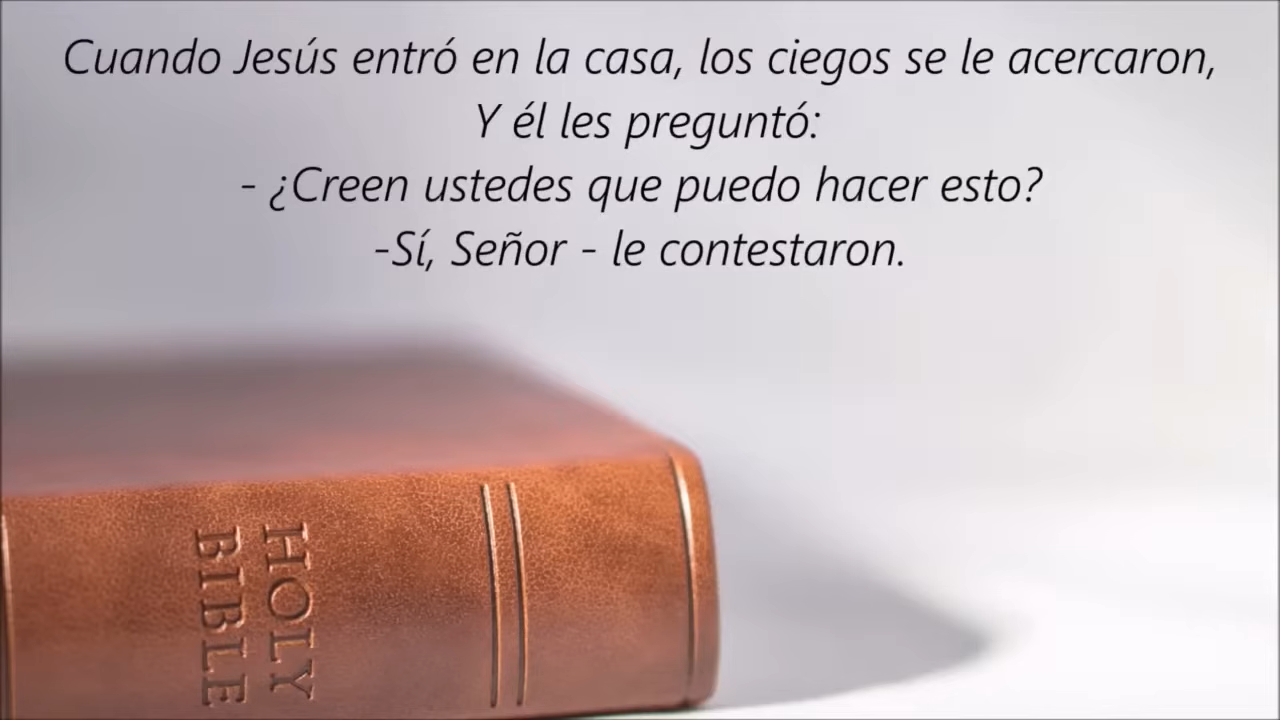 Cuando Jesús entró en la casa, los ciegos se le acercaron,
Y él les preguntó:
- ¿Creen ustedes que puedo hacer esto?
-Sí, Señor - le contestaron.
HOLY
BIBLE